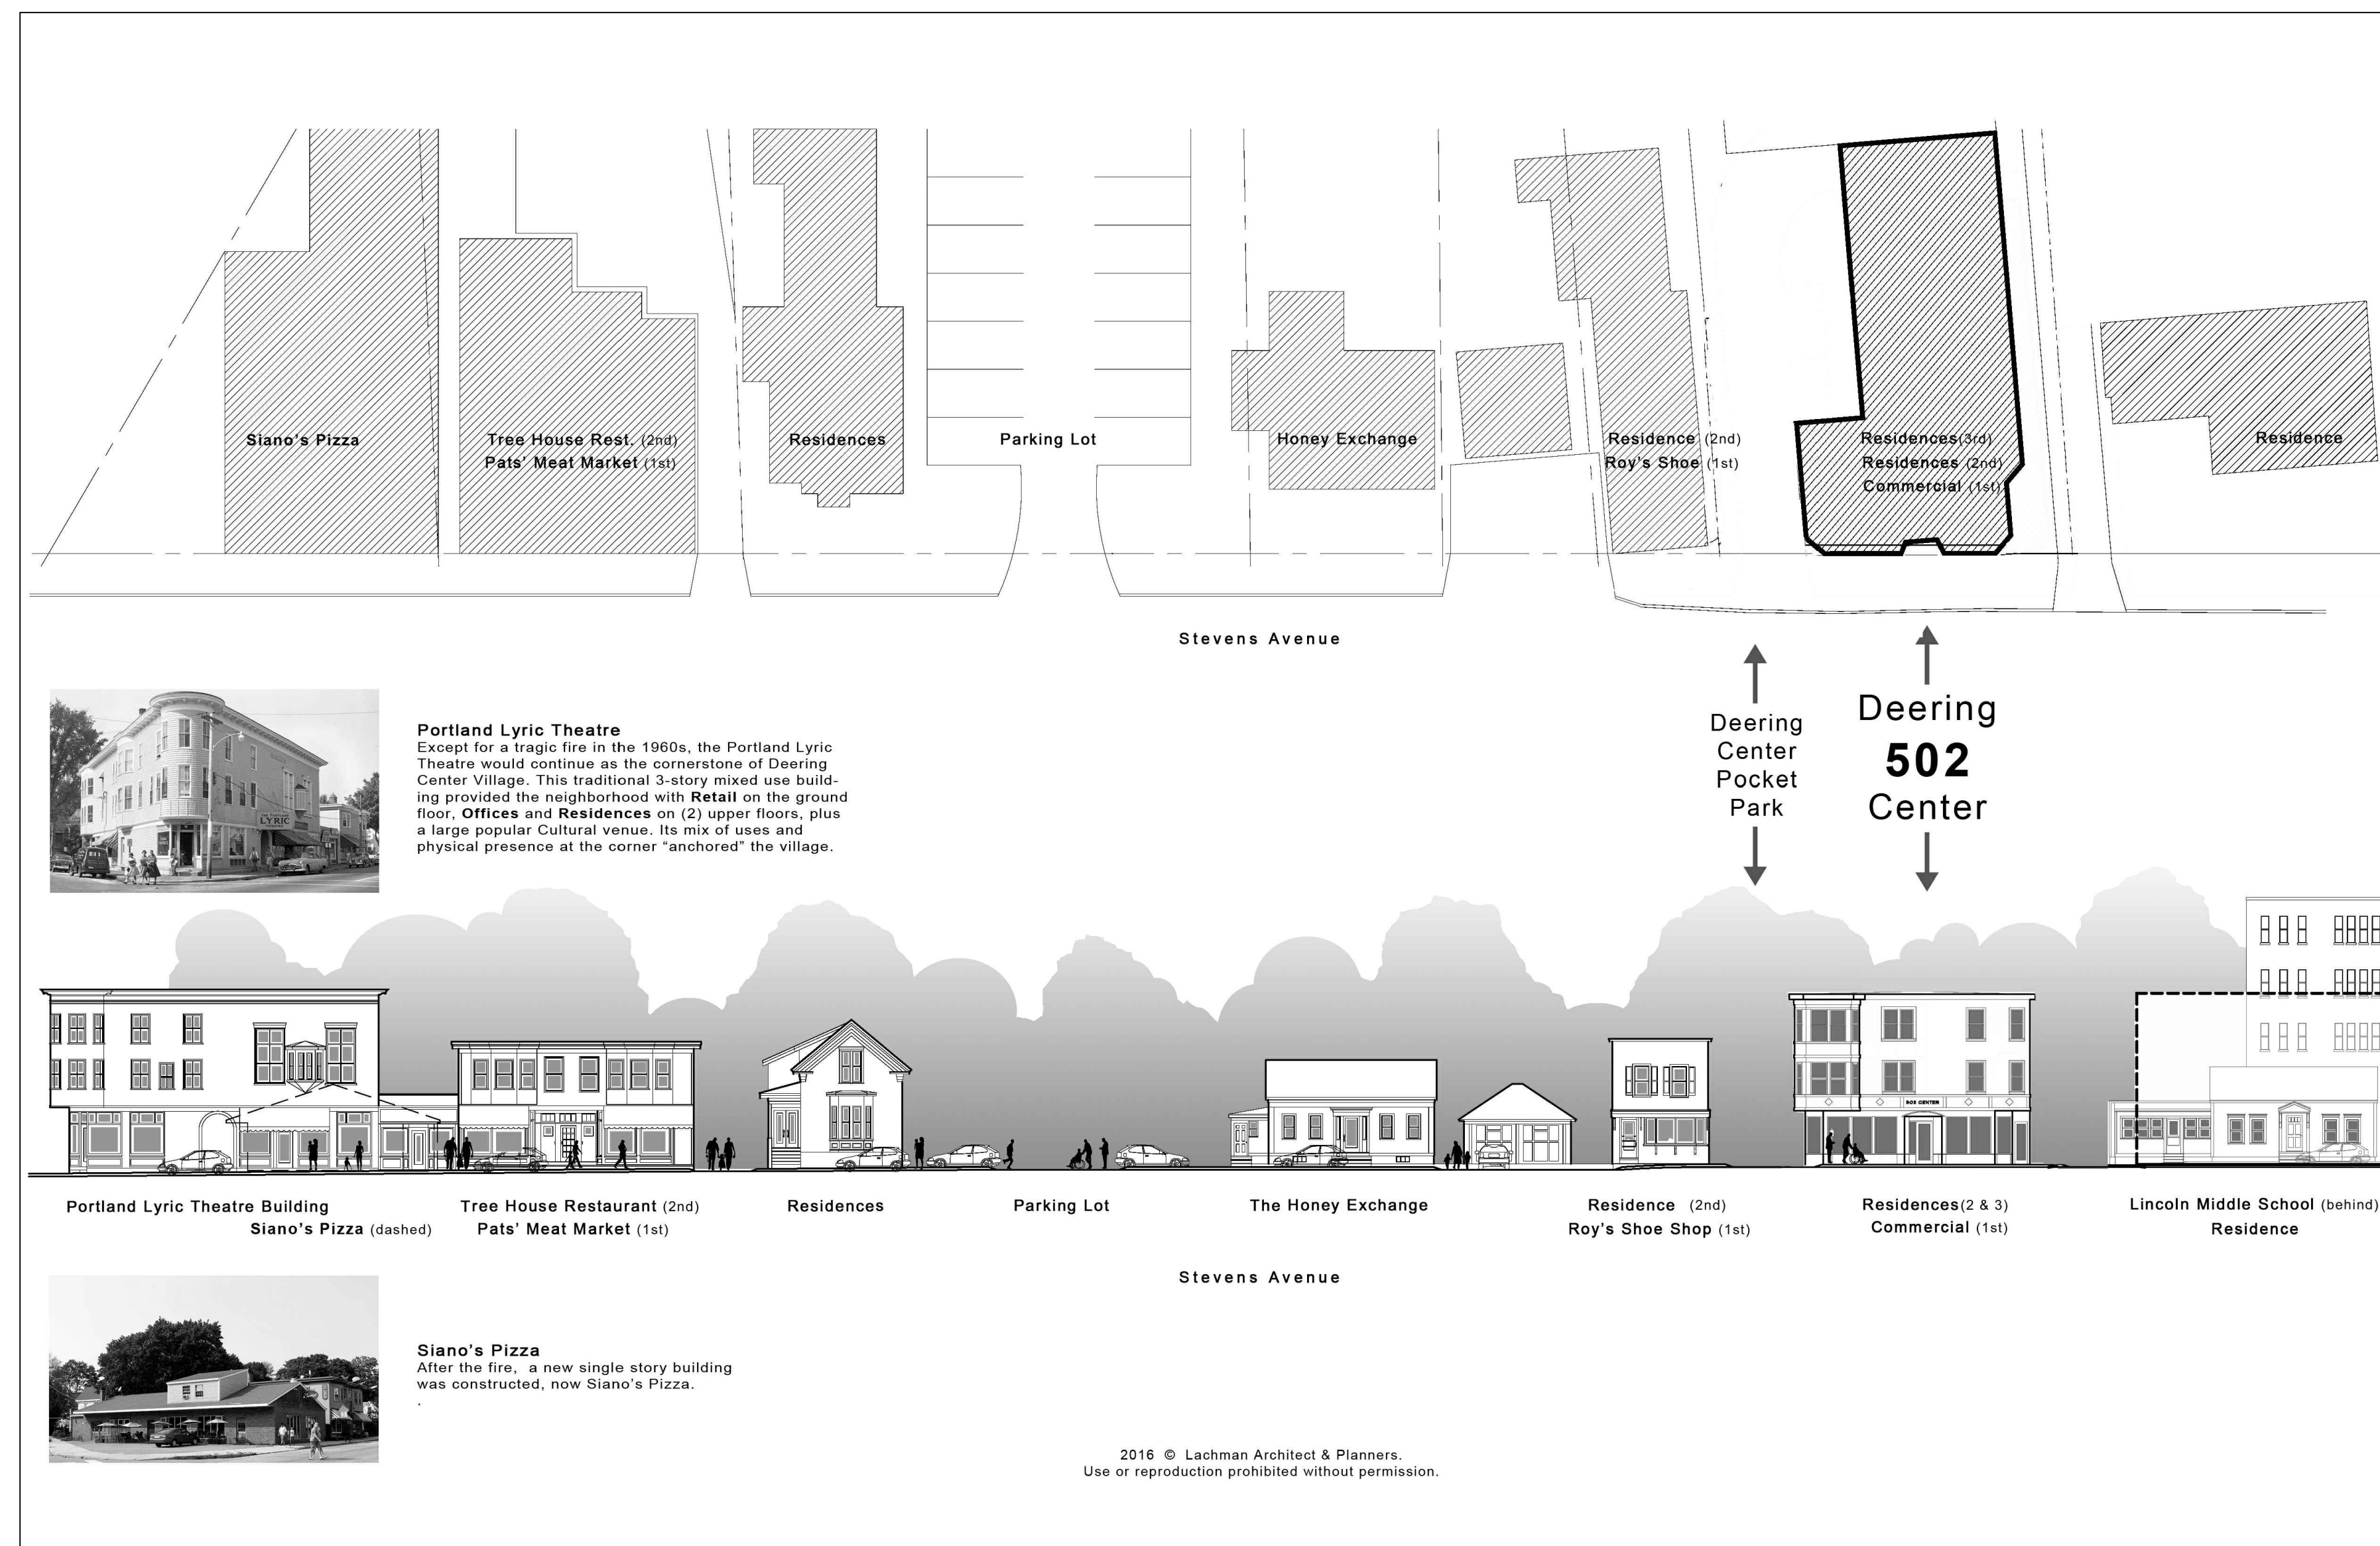 Siano’s Pizza
Tree House Rest. (2nd)
Pats’ Meat Market (1st)
Residences
Parking Lot
Honey Exchange
Residence (2nd)
Roy’s Shoe (1st)
Residences(3rd)
Residences (2nd)
Commercial (1st)
Residence
Stevens Avenue
LYRIC
Portland Lyric Theatre
Except for a tragic fire in the 1960s, the Portland Lyric
Theatre would continue as the cornerstone of Deering
Center Village. This traditional 3-story mixed use build-
ing provided the neighborhood with Retail on the ground
floor, Offices and Residences on (2) upper floors, plus
a large popular Cultural venue. Its mix of uses and
physical presence at the corner “anchored” the village.
Deering
Center
Pocket
Park
Deering
502
Center
502 CENTER
Portland Lyric Theatre Building
Siano’s Pizza (dashed)
Tree House Restaurant (2nd)
Pats’ Meat Market (1st)
Residences
Parking Lot
The Honey Exchange
Residence (2nd)
Roy’s Shoe Shop (1st)
Residences(2 & 3)
Commercial (1st)
Lincoln Middle School (behind)
Residence
Stevens Avenue
Siano’s Pizza
After the fire, a new single story building
was constructed, now Siano’s Pizza.
.
2016 © Lachman Architect & Planners.
Use or reproduction prohibited without permission.